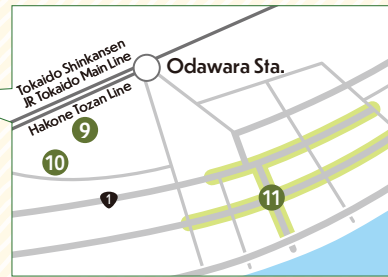 Tokaido Shinkansen
JR Tokaido Main Line
Odawara Sta.
Hakone Tozan Line
9
10
1
11